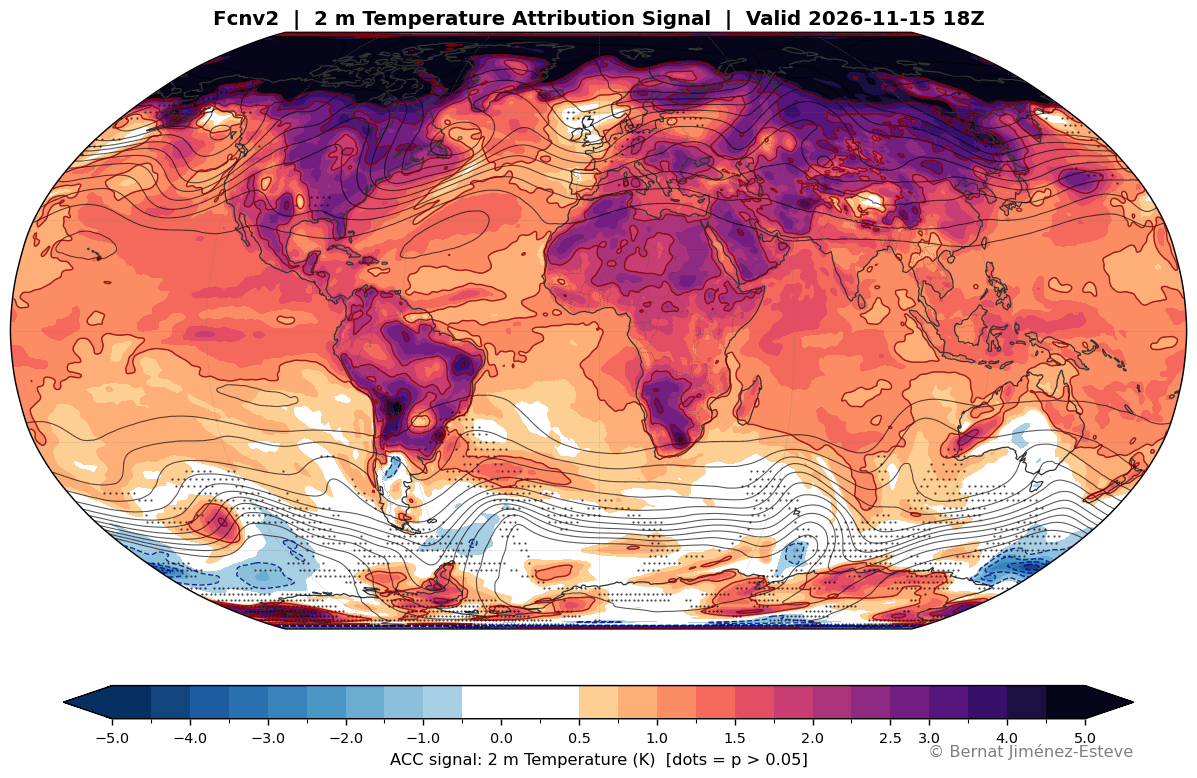 Fcnv2 | 2 m Temperature Attribution Signal | Valid 2026-11-15 18Z
−5.0 −4.0 −3.0 −2.0 −1.0 0.0 0.5 1.0 1.5 2.0 2.5 3.0 4.0 5.0
© Bernat Jiménez-Esteve
ACC signal: 2 m Temperature (K) [dots = p > 0.05]